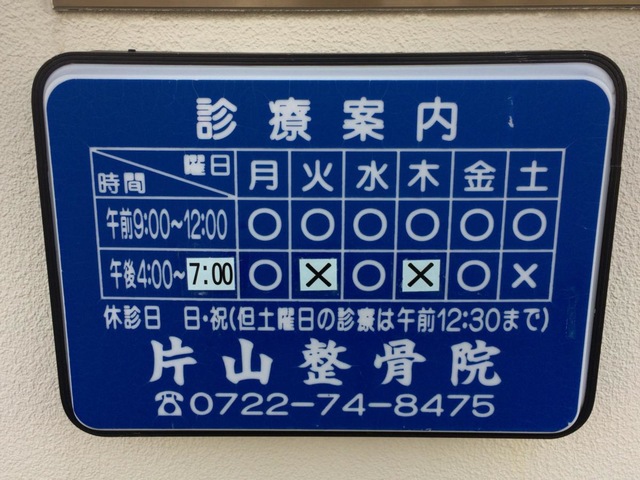 診療案内
曜日 時間 月 火 水 木 金 土
午前9:00~12:00 ○ ○ ○ ○ ○ ○
午後4:00~7:00 ○ × ○ × ○ ×
休診日 日・祝(但土曜日の診療は午前12:30まで)
片山整骨院
☎0722-74-8475